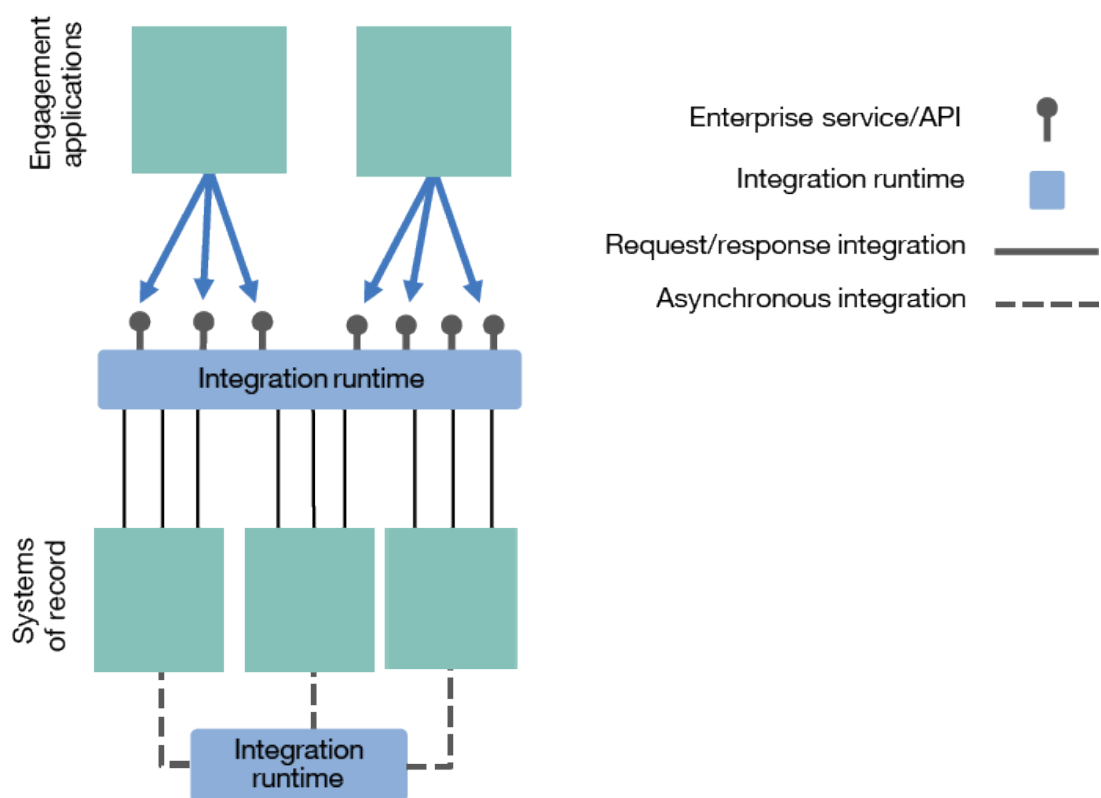 Engagement
applications
Enterprise service/API
Integration runtime
Request/response integration
Asynchronous integration
Integration runtime
Systems
of record
Integration
runtime